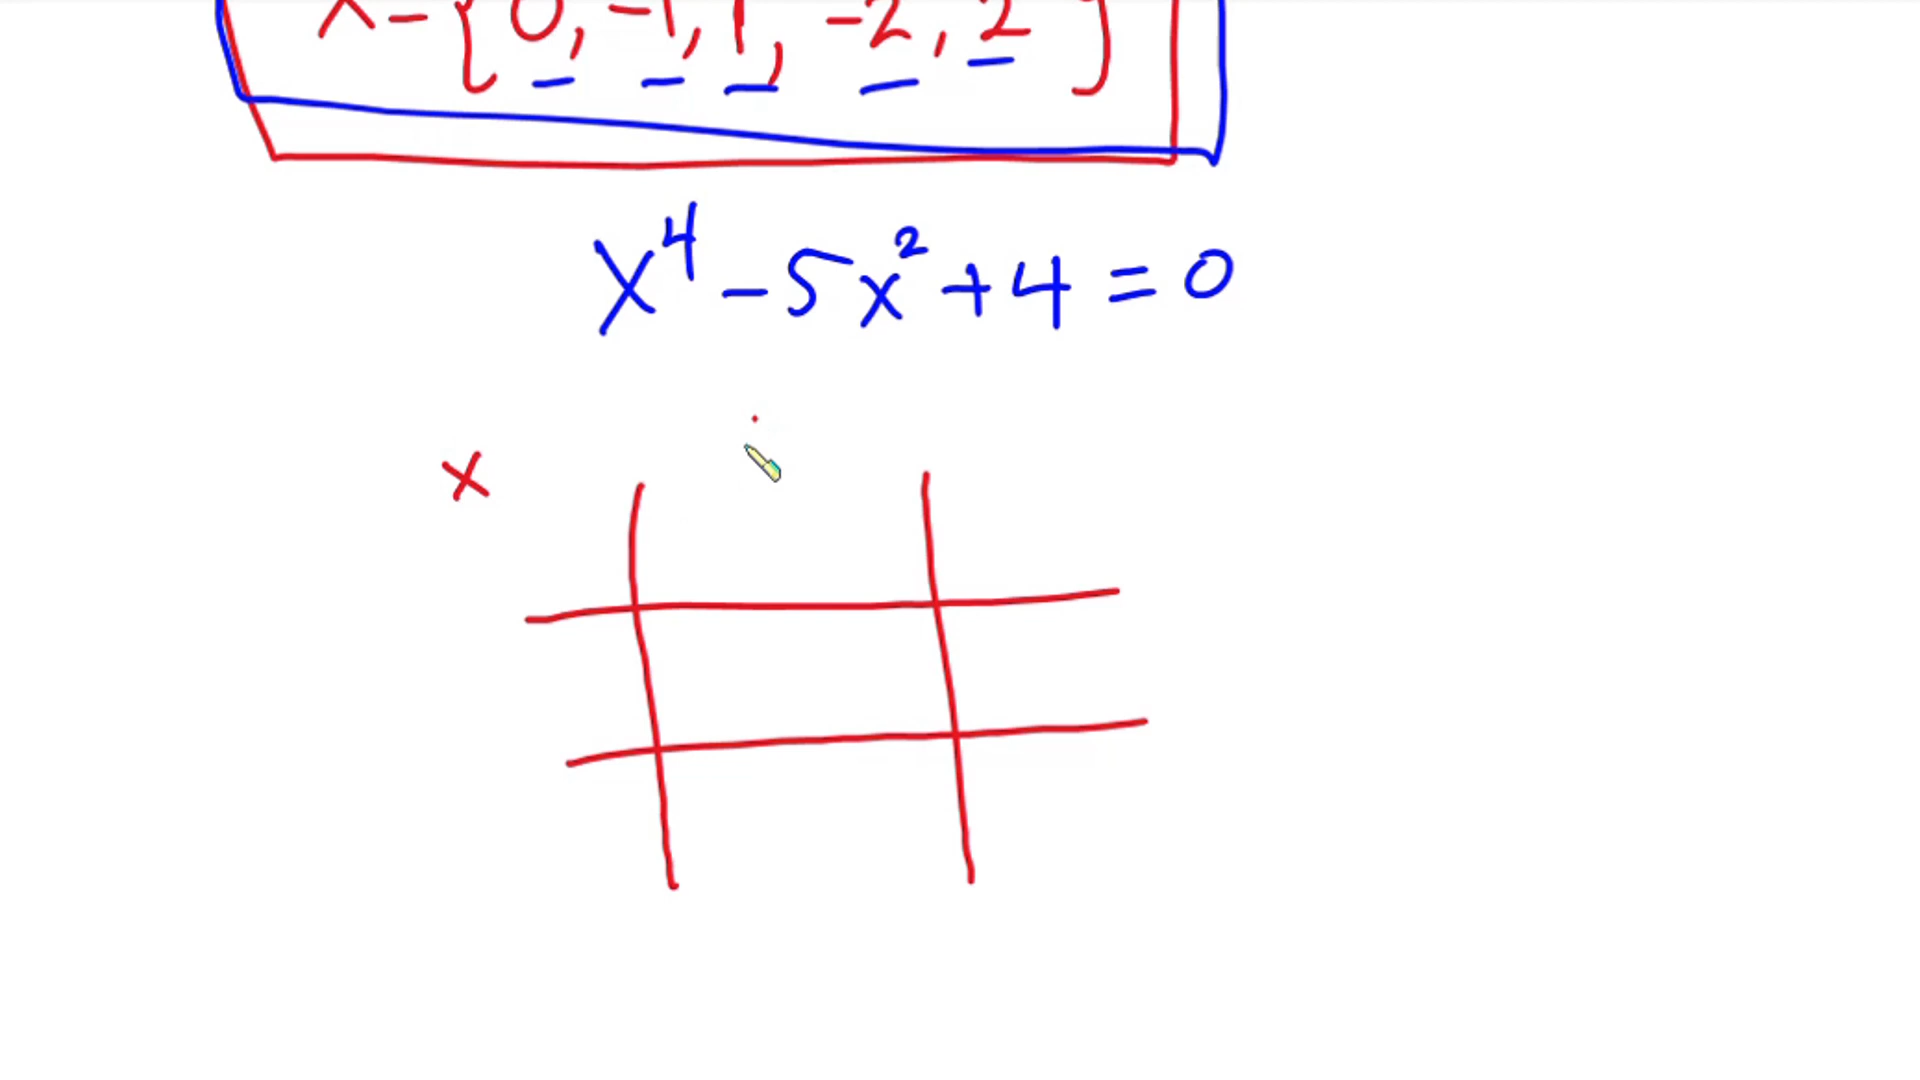 x = {0, -1, 1, -2, 2}
x⁴ - 5x² + 4 = 0
x